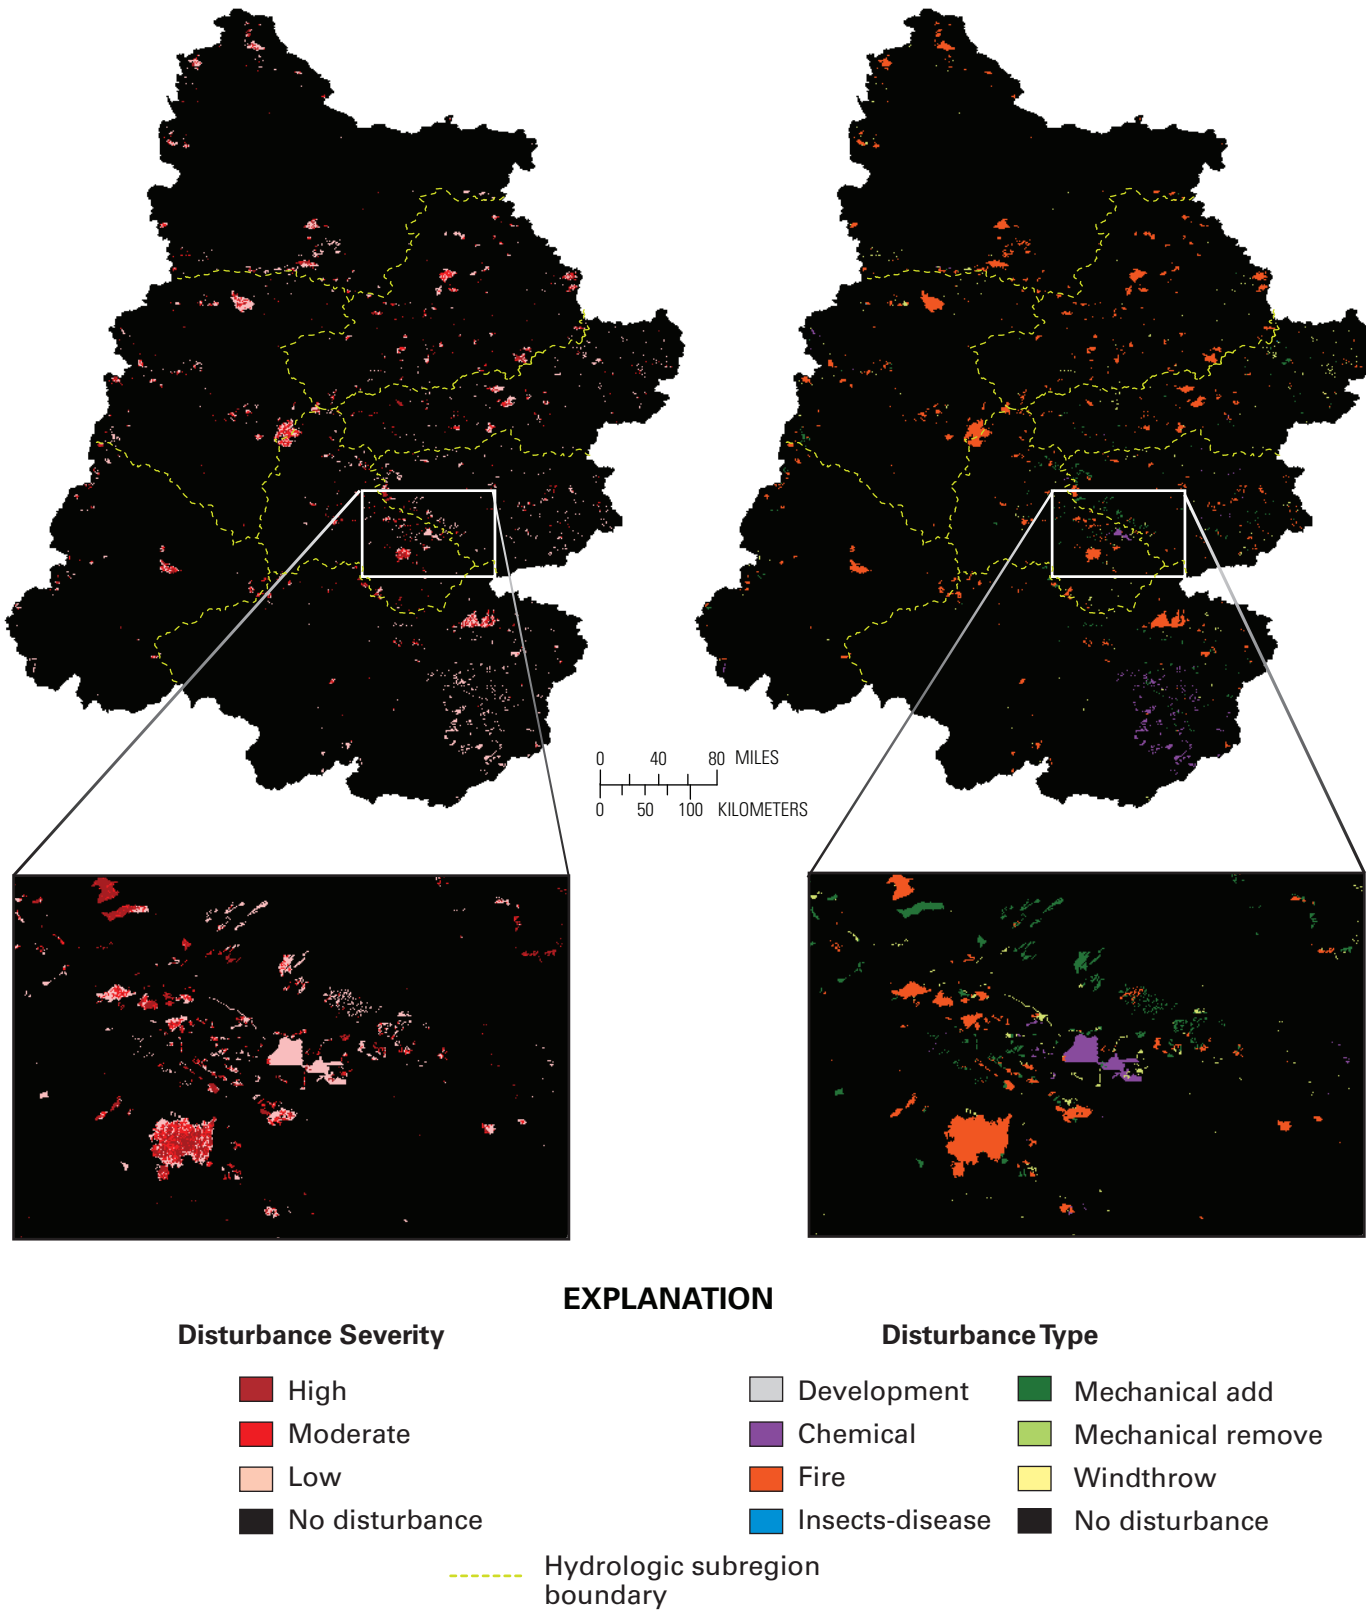 0 40 80 MILES
0 50 100 KILOMETERS
EXPLANATION
Disturbance Severity
High
Moderate
Low
No disturbance
Disturbance Type
Development
Chemical
Fire
Insects-disease
Mechanical add
Mechanical remove
Windthrow
No disturbance
Hydrologic subregion
boundary